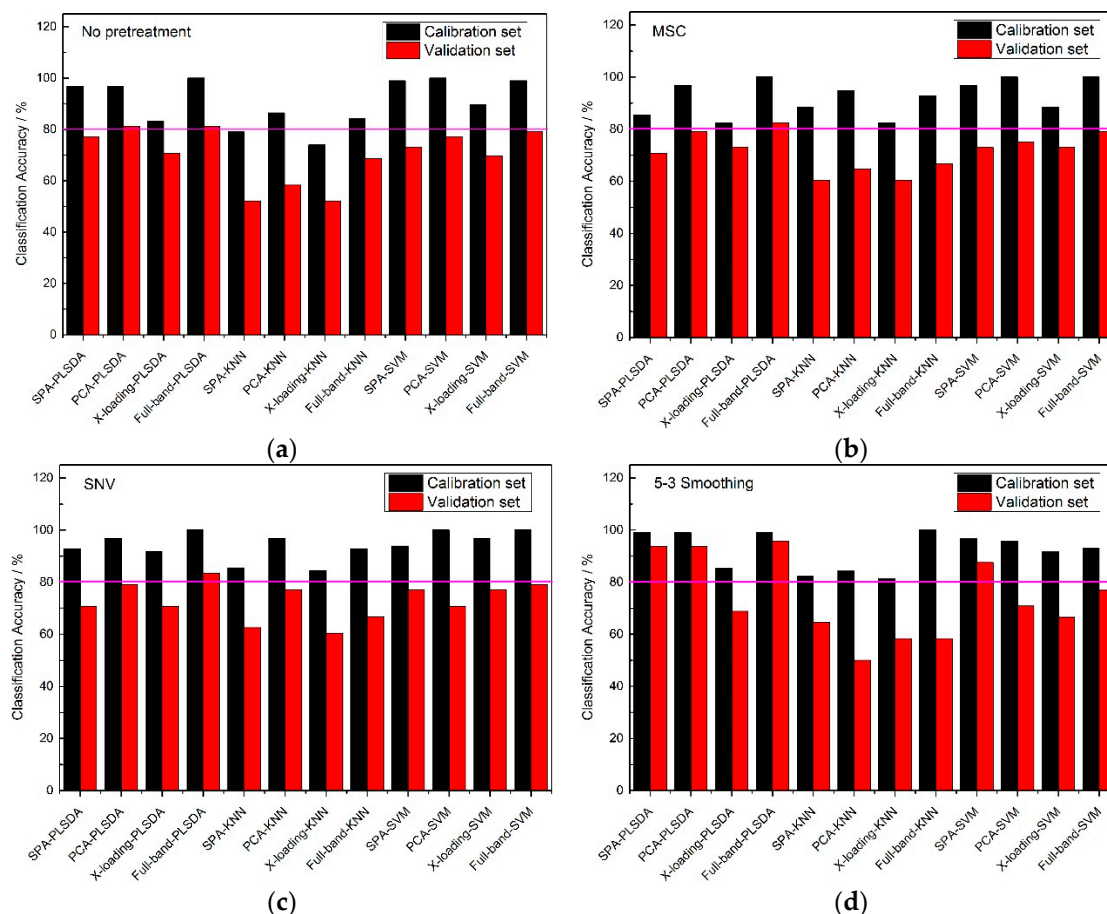 No pretreatment
Calibration set
Validation set
Classification Accuracy / %
120
100
80
60
40
20
0
SPA-PLSDA
PCA-PLSDA
X-loading-PLSDA
Full-band-PLSDA
SPA-KNN
PCA-KNN
X-loading-KNN
Full-band-KNN
SPA-SVM
PCA-SVM
X-loading-SVM
Full-band-SVM
(a)
MSC
Calibration set
Validation set
Classification Accuracy / %
120
100
80
60
40
20
0
SPA-PLSDA
PCA-PLSDA
X-loading-PLSDA
Full-band-PLSDA
SPA-KNN
PCA-KNN
X-loading-KNN
Full-band-KNN
SPA-SVM
PCA-SVM
X-loading-SVM
Full-band-SVM
(b)
SNV
Calibration set
Validation set
Classification Accuracy / %
120
100
80
60
40
20
0
SPA-PLSDA
PCA-PLSDA
X-loading-PLSDA
Full-band-PLSDA
SPA-KNN
PCA-KNN
X-loading-KNN
Full-band-KNN
SPA-SVM
PCA-SVM
X-loading-SVM
Full-band-SVM
(c)
5-3 Smoothing
Calibration set
Validation set
Classification Accuracy / %
120
100
80
60
40
20
0
SPA-PLSDA
PCA-PLSDA
X-loading-PLSDA
Full-band-PLSDA
SPA-KNN
PCA-KNN
X-loading-KNN
Full-band-KNN
SPA-SVM
PCA-SVM
X-loading-SVM
Full-band-SVM
(d)